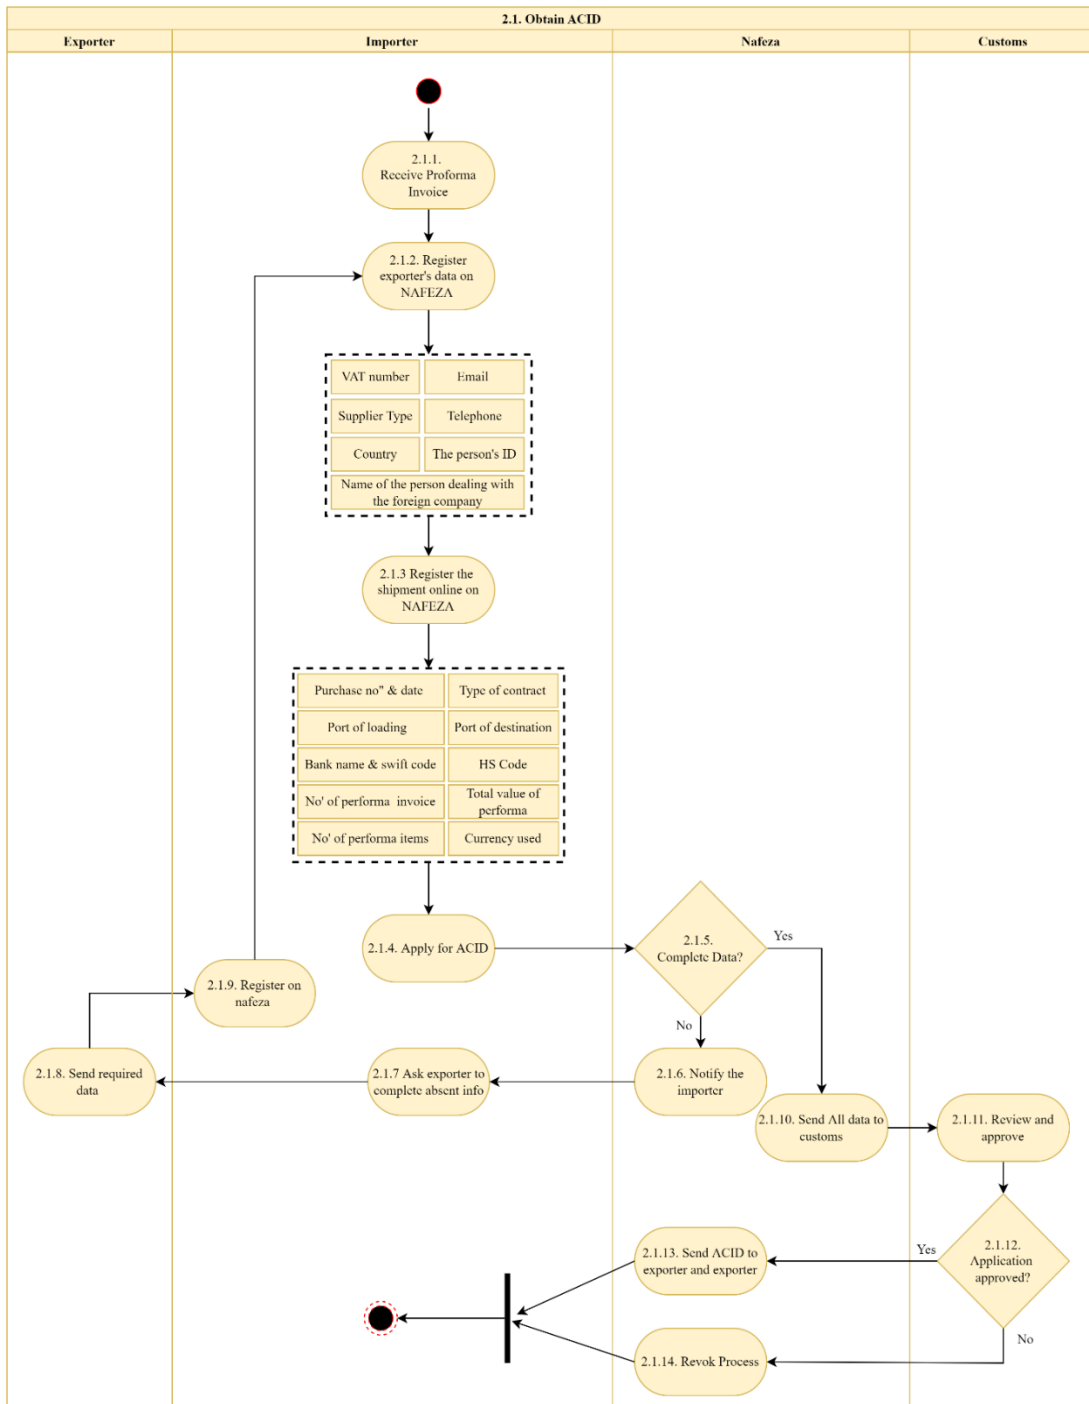 2.1. Obtain ACID
Exporter
Importer
Nafeza
Customs
2.1.1.
Receive Proforma
Invoice
2.1.2. Register
exporter's data on
NAFEZA
VAT number
Email
Supplier Type
Telephone
Country
The person's ID
Name of the person dealing with
the foreign company
2.1.3 Register the
shipment online on
NAFEZA
Purchase no" & date
Type of contract
Port of loading
Port of destination
Bank name & swift code
HS Code
No' of performa invoice
Total value of
performa
No' of performa items
Currency used
2.1.4. Apply for ACID
2.1.5.
Complete Data?
Yes
No
2.1.9. Register on
nafeza
2.1.8. Send required
data
2.1.7 Ask exporter to
complete absent info
2.1.6. Notify the
importer
2.1.10. Send All data to
customs
2.1.11. Review and
approve
2.1.12.
Application
approved?
Yes
No
2.1.13. Send ACID to
exporter and exporter
2.1.14. Revok Process